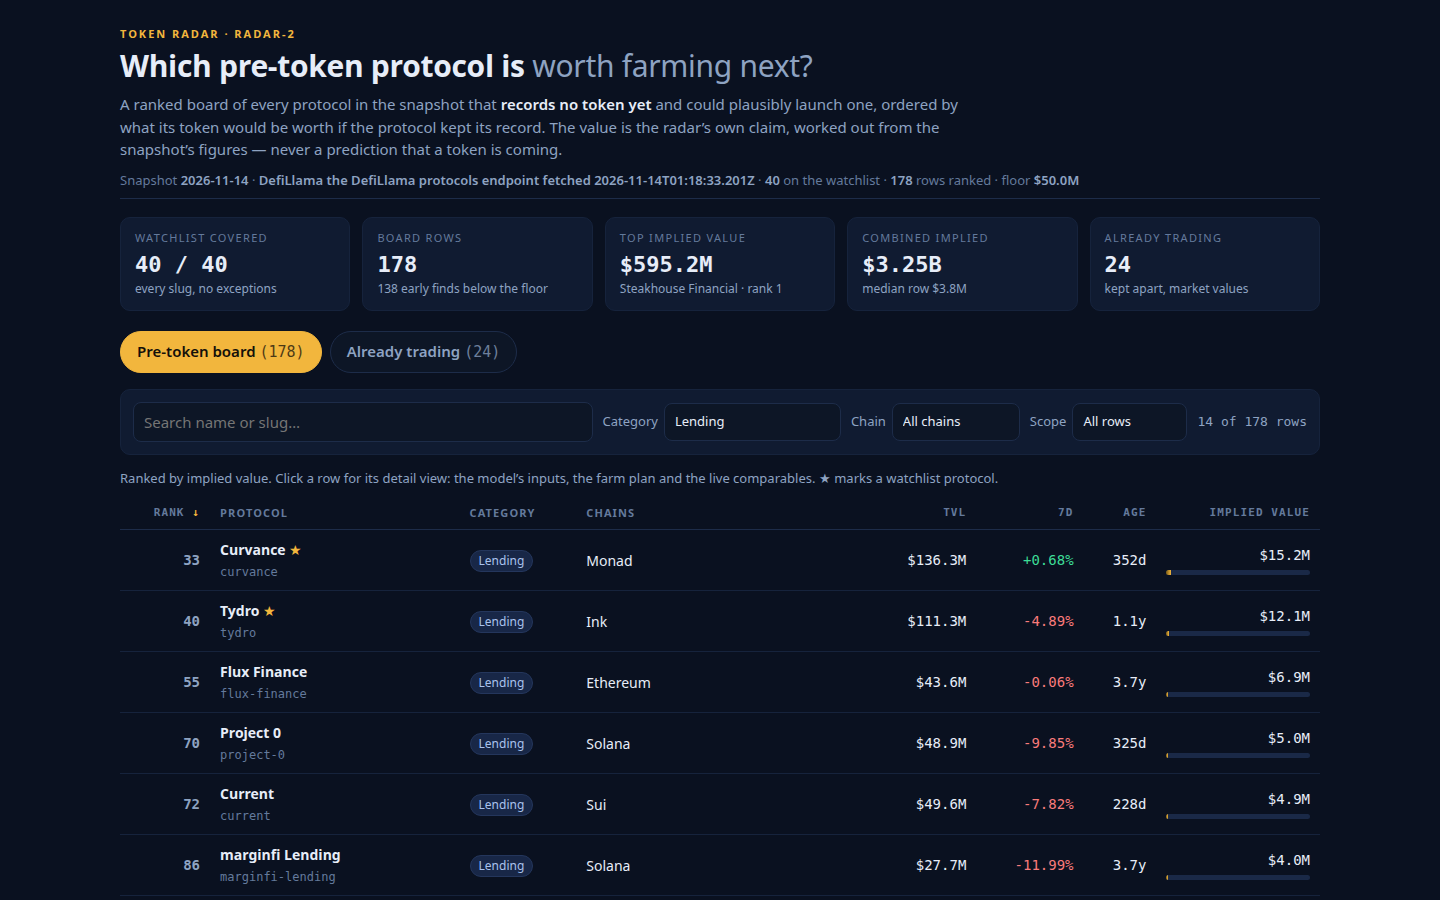 TOKEN RADAR · RADAR-2
Which pre-token protocol is worth farming next?
A ranked board of every protocol in the snapshot that records no token yet and could plausibly launch one, ordered by
what its token would be worth if the protocol kept its record. The value is the radar’s own claim, worked out from the
snapshot’s figures — never a prediction that a token is coming.
Snapshot 2026-11-14 · DefiLlama the DefiLlama protocols endpoint fetched 2026-11-14T01:18:33.201Z · 40 on the watchlist · 178 rows ranked · floor $50.0M
WATCHLIST COVERED
40 / 40
every slug, no exceptions
BOARD ROWS
178
138 early finds below the floor
TOP IMPLIED VALUE
$595.2M
Steakhouse Financial · rank 1
COMBINED IMPLIED
$3.25B
median row $3.8M
ALREADY TRADING
24
kept apart, market values
Pre-token board (178) Already trading (24)
Search name or slug... Category Lending Chain All chains Scope All rows 14 of 178 rows
Ranked by implied value. Click a row for its detail view: the model’s inputs, the farm plan and the live comparables. ★ marks a watchlist protocol.
RANK ↓ PROTOCOL CATEGORY CHAINS TVL 7D AGE IMPLIED VALUE
33 Curvance ★ Lending Monad $136.3M +0.68% 352d $15.2M
curvance
40 Tydro ★ Lending Ink $111.3M -4.89% 1.1y $12.1M
tydro
55 Flux Finance Lending Ethereum $43.6M -0.06% 3.7y $6.9M
flux-finance
70 Project 0 Lending Solana $48.9M -9.85% 325d $5.0M
project-0
72 Current Lending Sui $49.6M -7.82% 228d $4.9M
current
86 marginfi Lending Lending Solana $27.7M -11.99% 3.7y $4.0M
marginfi-lending